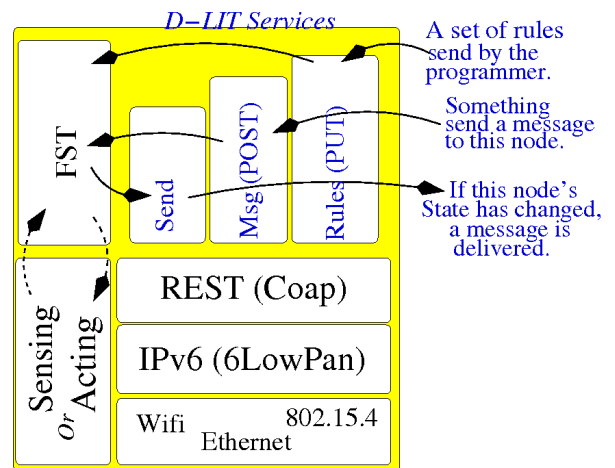 D-LIT Services
A set of rules
send by the
programmer.
Something
send a message
to this node.
If this node's
State has changed,
a message is
delivered.
FST
Send
Msg (POST)
Rules (PUT)
Sensing
or
Acting
REST (Coap)
IPv6 (6LowPan)
Wifi 802.15.4
Ethernet